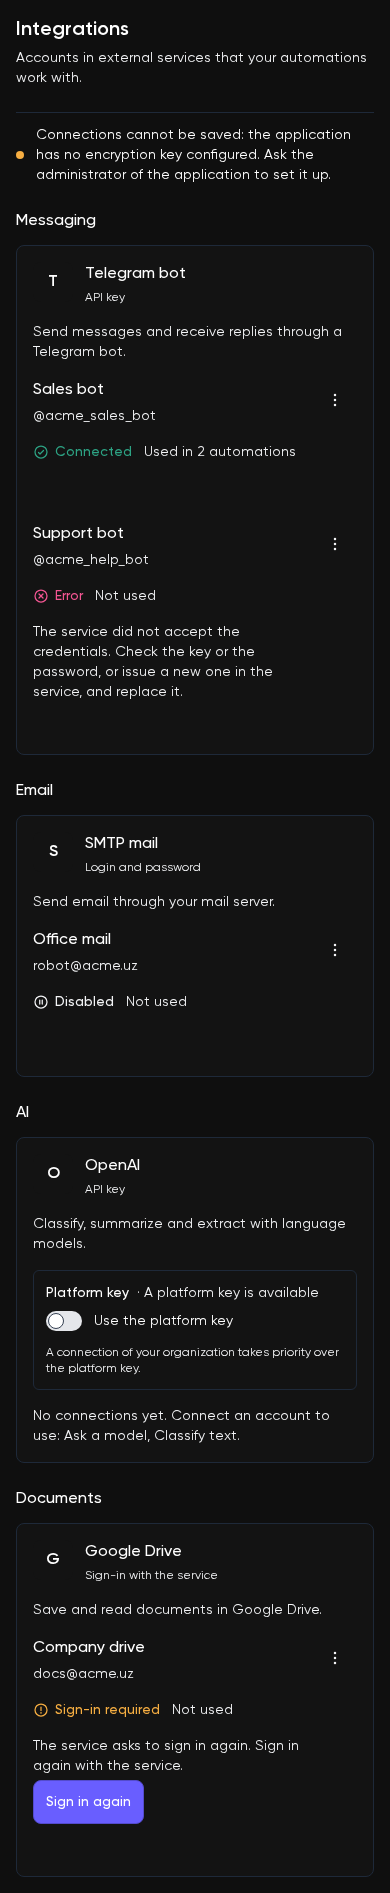 Integrations
Accounts in external services that your automations
work with.
Connections cannot be saved: the application
has no encryption key configured. Ask the
administrator of the application to set it up.
Messaging
T
Telegram bot
API key
Send messages and receive replies through a
Telegram bot.
Sales bot
@acme_sales_bot
Connected Used in 2 automations
Support bot
@acme_help_bot
Error Not used
The service did not accept the
credentials. Check the key or the
password, or issue a new one in the
service, and replace it.
Email
S
SMTP mail
Login and password
Send email through your mail server.
Office mail
robot@acme.uz
Disabled Not used
AI
O
OpenAI
API key
Classify, summarize and extract with language
models.
Platform key · A platform key is available
Use the platform key
A connection of your organization takes priority over
the platform key.
No connections yet. Connect an account to
use: Ask a model, Classify text.
Documents
G
Google Drive
Sign-in with the service
Save and read documents in Google Drive.
Company drive
docs@acme.uz
Sign-in required Not used
The service asks to sign in again. Sign in
again with the service.
Sign in again